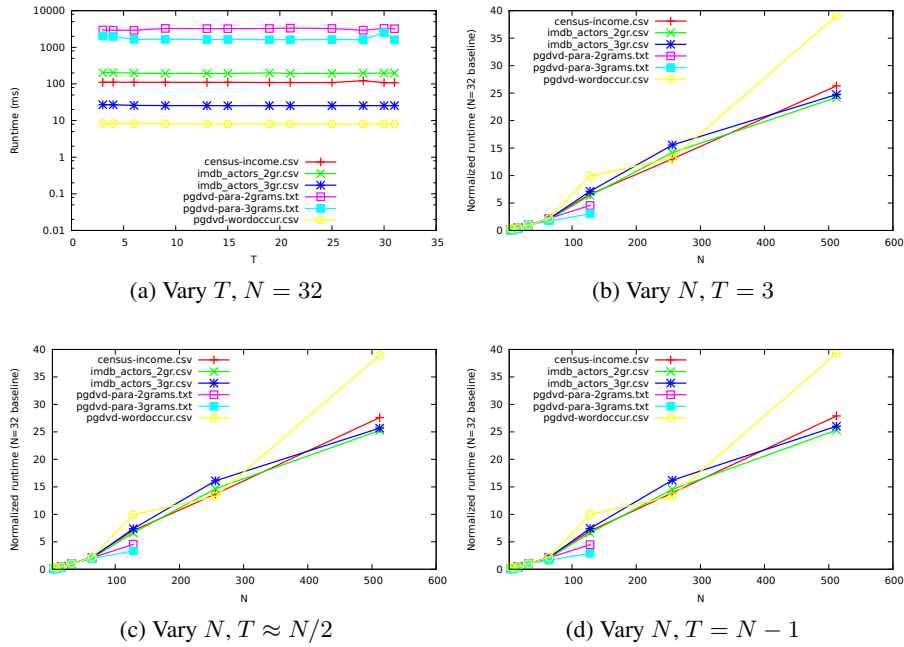 10000
1000
100
10
1
0.1
0.01
Runtime (ms)
census-income.csv
imdb_actors_2gr.csv
imdb_actors_3gr.csv
pgdvd-para-2grams.txt
pgdvd-para-3grams.txt
pgdvd-wordoccur.csv
0 5 10 15 20 25 30 35
T
(a) Vary T, N = 32
40
35
30
25
20
15
10
5
0
Normalized runtime (N=32 baseline)
census-income.csv
imdb_actors_2gr.csv
imdb_actors_3gr.csv
pgdvd-para-2grams.txt
pgdvd-para-3grams.txt
pgdvd-wordoccur.csv
100 200 300 400 500 600
N
(b) Vary N, T = 3
40
35
30
25
20
15
10
5
0
Normalized runtime (N=32 baseline)
census-income.csv
imdb_actors_2gr.csv
imdb_actors_3gr.csv
pgdvd-para-2grams.txt
pgdvd-para-3grams.txt
pgdvd-wordoccur.csv
100 200 300 400 500 600
N
(c) Vary N, T ≈ N/2
40
35
30
25
20
15
10
5
0
Normalized runtime (N=32 baseline)
census-income.csv
imdb_actors_2gr.csv
imdb_actors_3gr.csv
pgdvd-para-2grams.txt
pgdvd-para-3grams.txt
pgdvd-wordoccur.csv
100 200 300 400 500 600
N
(d) Vary N, T = N − 1